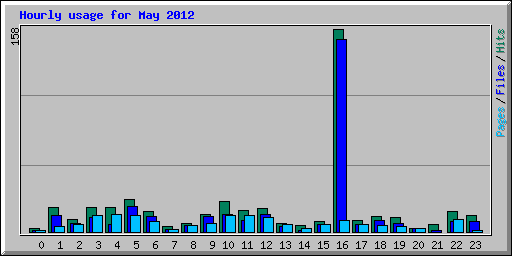 Hourly usage for May 2012
158
Pages / Files / Hits
0 1 2 3 4 5 6 7 8 9 10 11 12 13 14 15 16 17 18 19 20 21 22 23